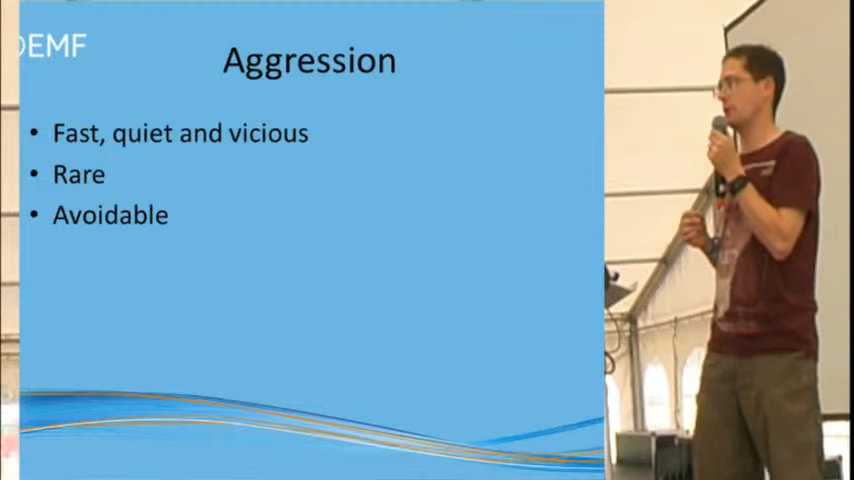 EMF
Aggression
• Fast, quiet and vicious
• Rare
• Avoidable